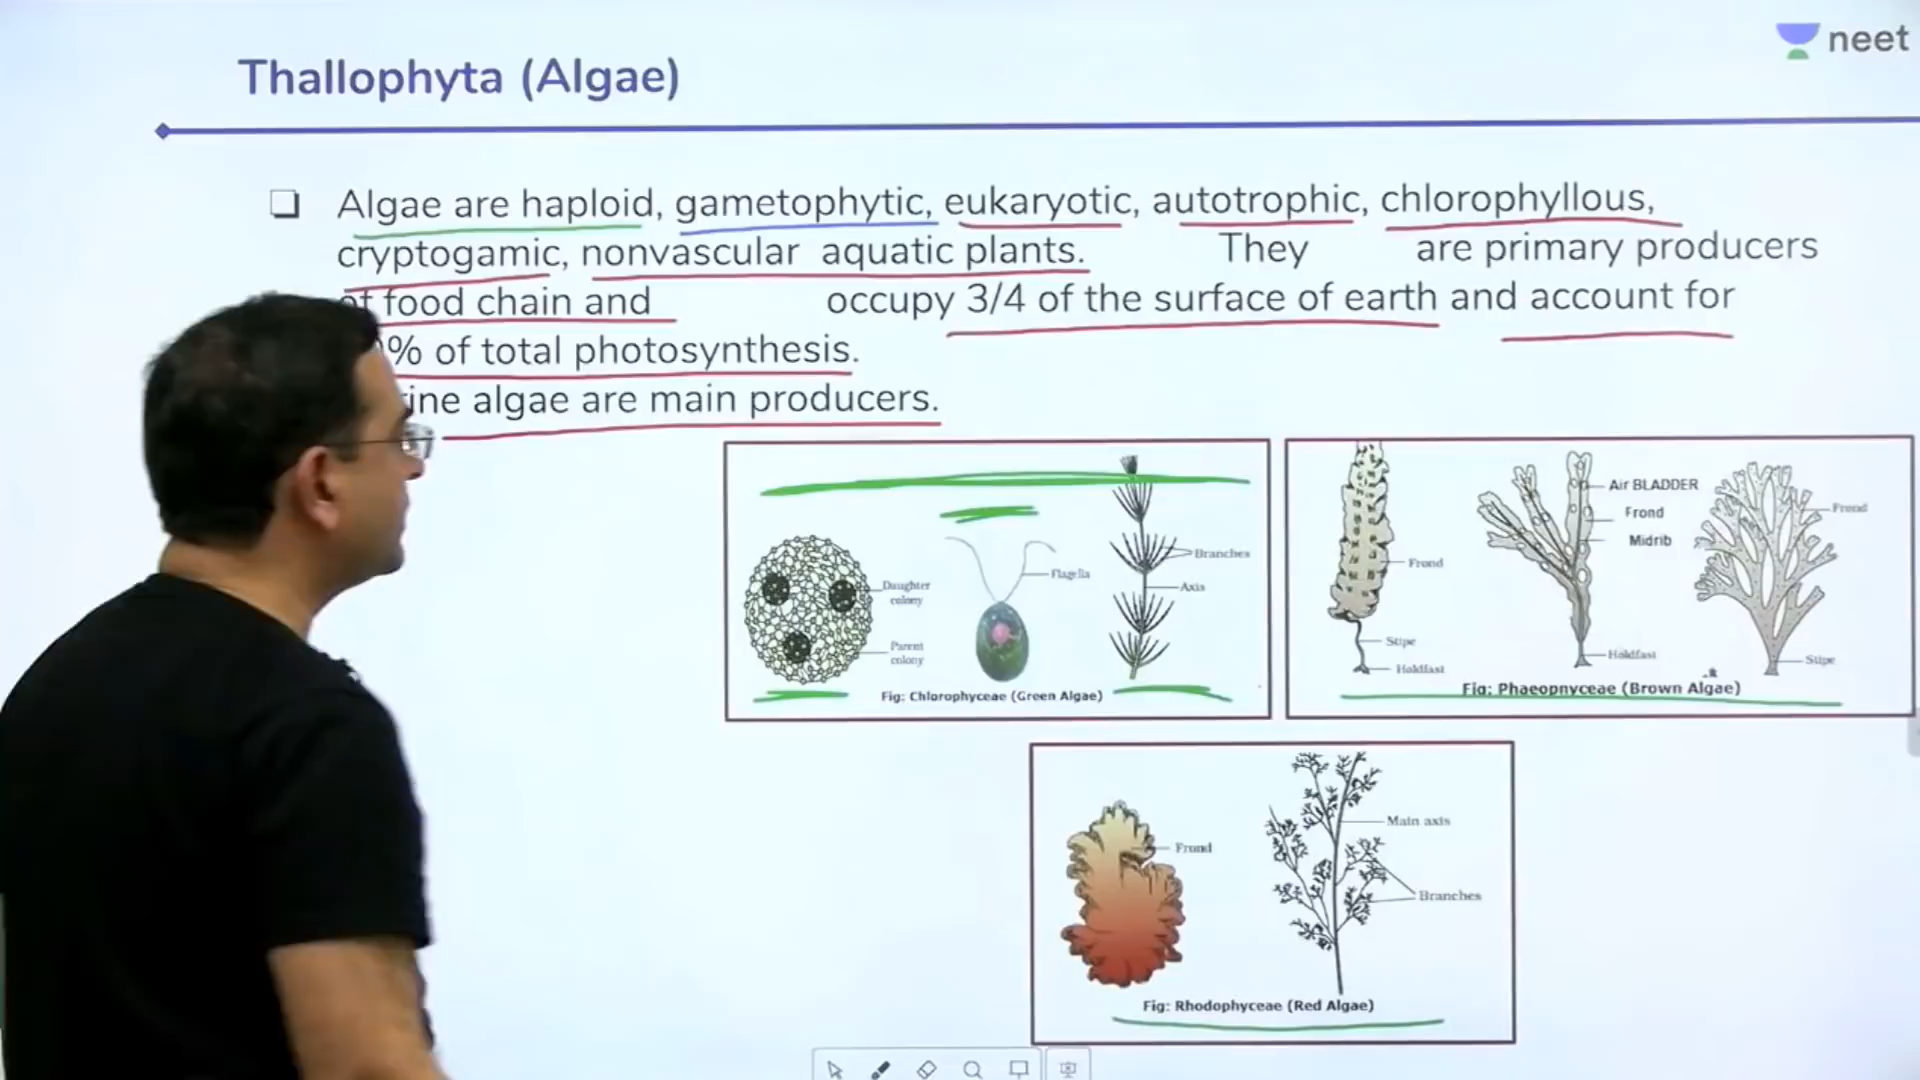 neet
Thallophyta (Algae)
Algae are haploid, gametophytic, eukaryotic, autotrophic, chlorophyllous,
cryptogamic, nonvascular aquatic plants. They are primary producers
food chain and occupy 3/4 of the surface of earth and account for
% of total photosynthesis.
algae are main producers.
Daughter
colony
Parent
colony
Flagella
Branches
Axis
Fig: Chlorophyceae (Green Algae)
Frond
Stipe
Holdfast
Air BLADDER
Frond
Midrib
Holdfast
Frond
Stipe
Fig: Phaeopnyceae (Brown Algae)
Frond
Main axis
Branches
Fig: Rhodophyceae (Red Algae)